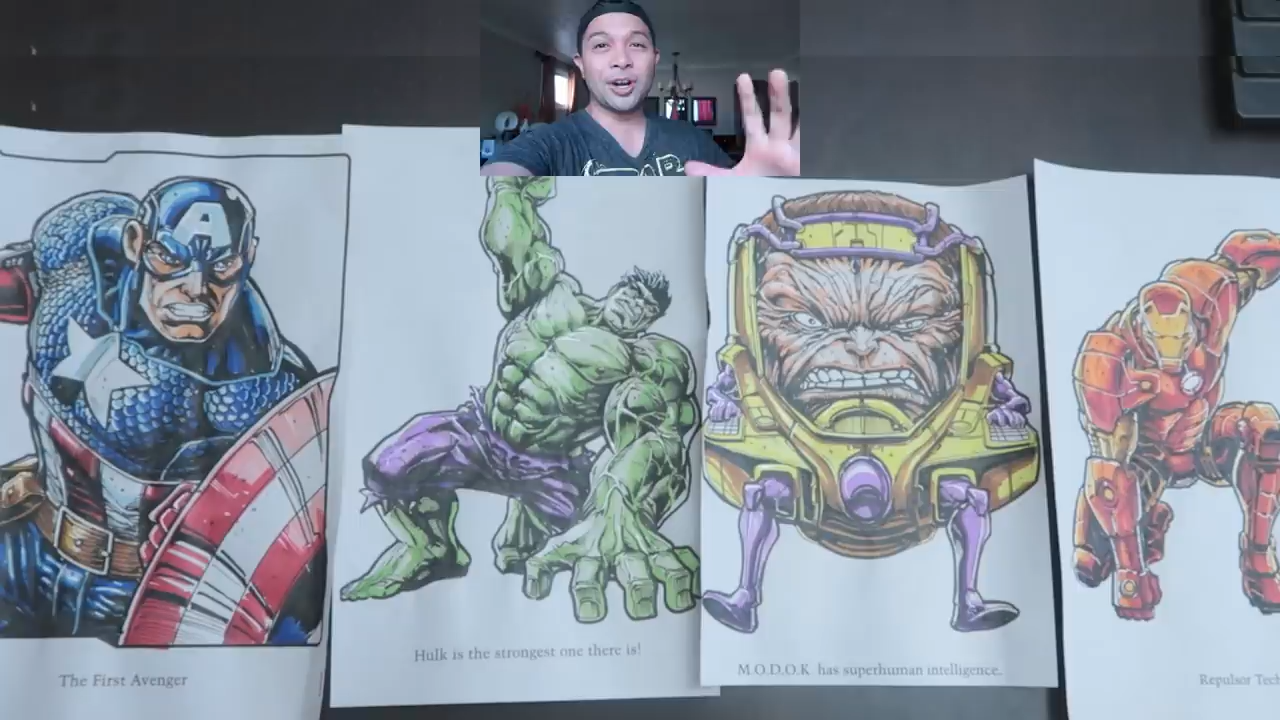 A
The First Avenger
Hulk is the strongest one there is!
M.O.D.O.K has superhuman intelligence.
Repulsor Tech